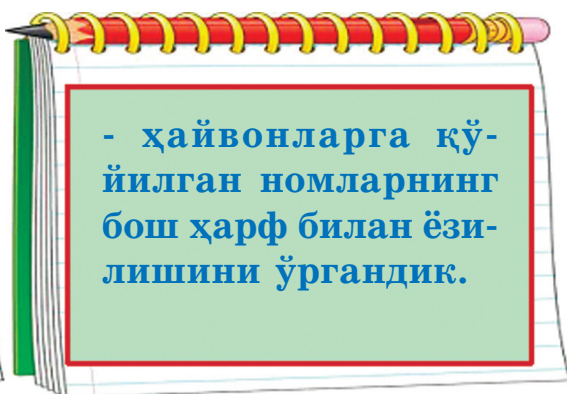 - ҳайвонларга қў-
йилган номларнинг
бош ҳарф билан ёзи-
лишини ўргандик.